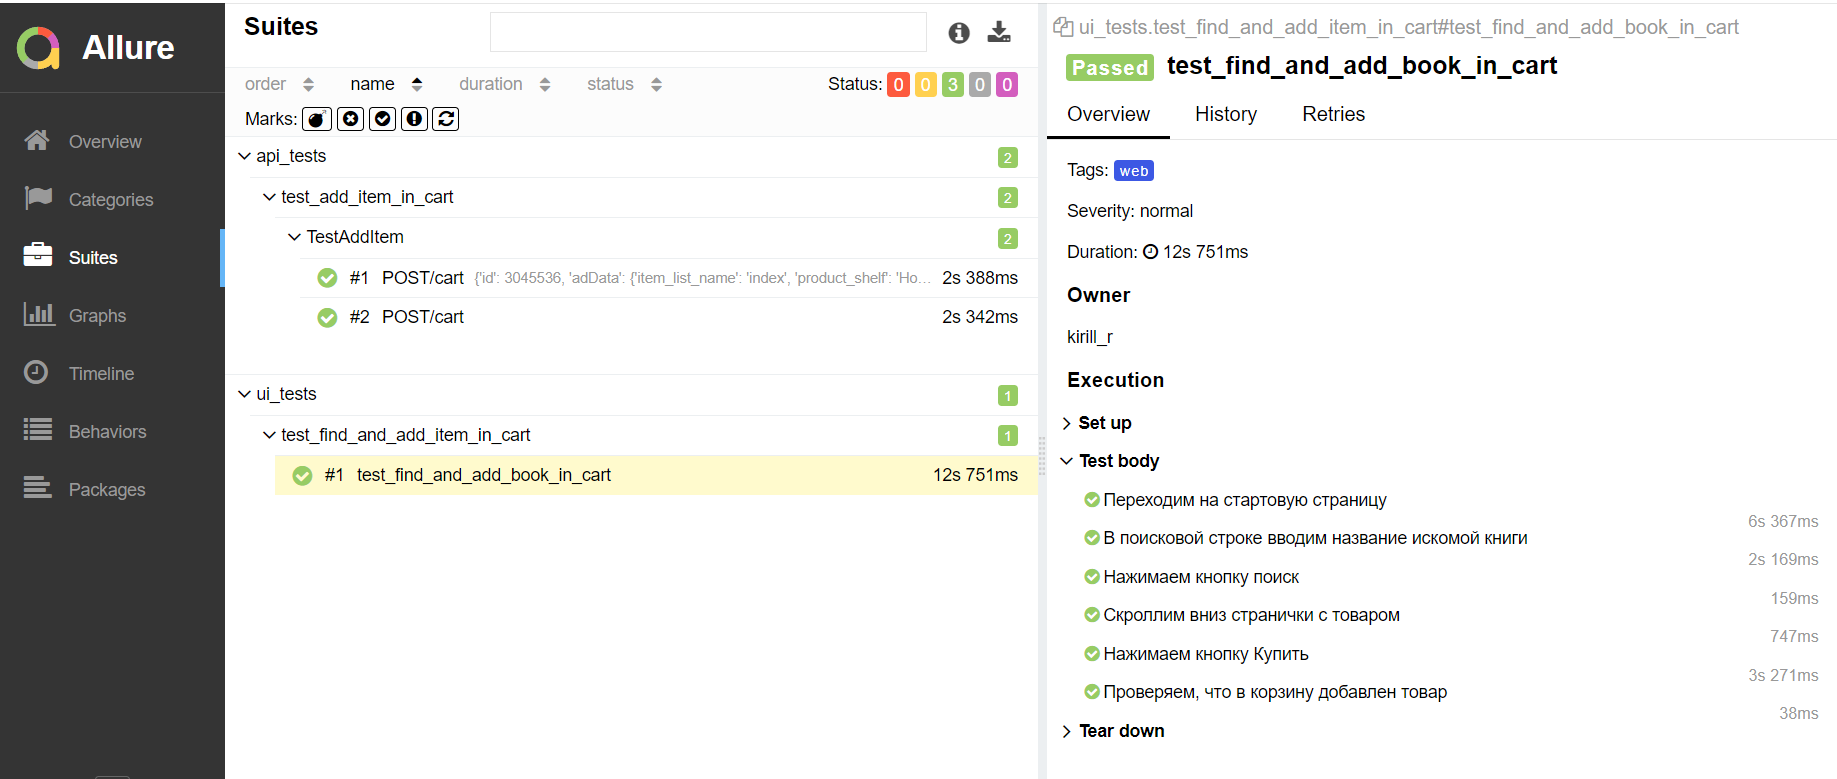 Allure
Overview
Categories
Suites
Graphs
Timeline
Behaviors
Packages
Suites
order name duration status Status: 0 0 3 0 0
Marks:
api_tests 2
test_add_item_in_cart 2
TestAddItem 2
#1 POST/cart {'id': 3045536, 'adData': {'item_list_name': 'index', 'product_shelf': 'Ho... 2s 388ms
#2 POST/cart 2s 342ms
ui_tests 1
test_find_and_add_item_in_cart 1
#1 test_find_and_add_book_in_cart 12s 751ms
ui_tests.test_find_and_add_item_in_cart#test_find_and_add_book_in_cart
Passed test_find_and_add_book_in_cart
Overview History Retries
Tags: web
Severity: normal
Duration: 12s 751ms
Owner
kirill_r
Execution
Set up
Test body
Переходим на стартовую страницу
6s 367ms
В поисковой строке вводим название искомой книги
2s 169ms
Нажимаем кнопку поиск
159ms
Скроллим вниз странички с товаром
747ms
Нажимаем кнопку Купить
3s 271ms
Проверяем, что в корзину добавлен товар
38ms
Tear down